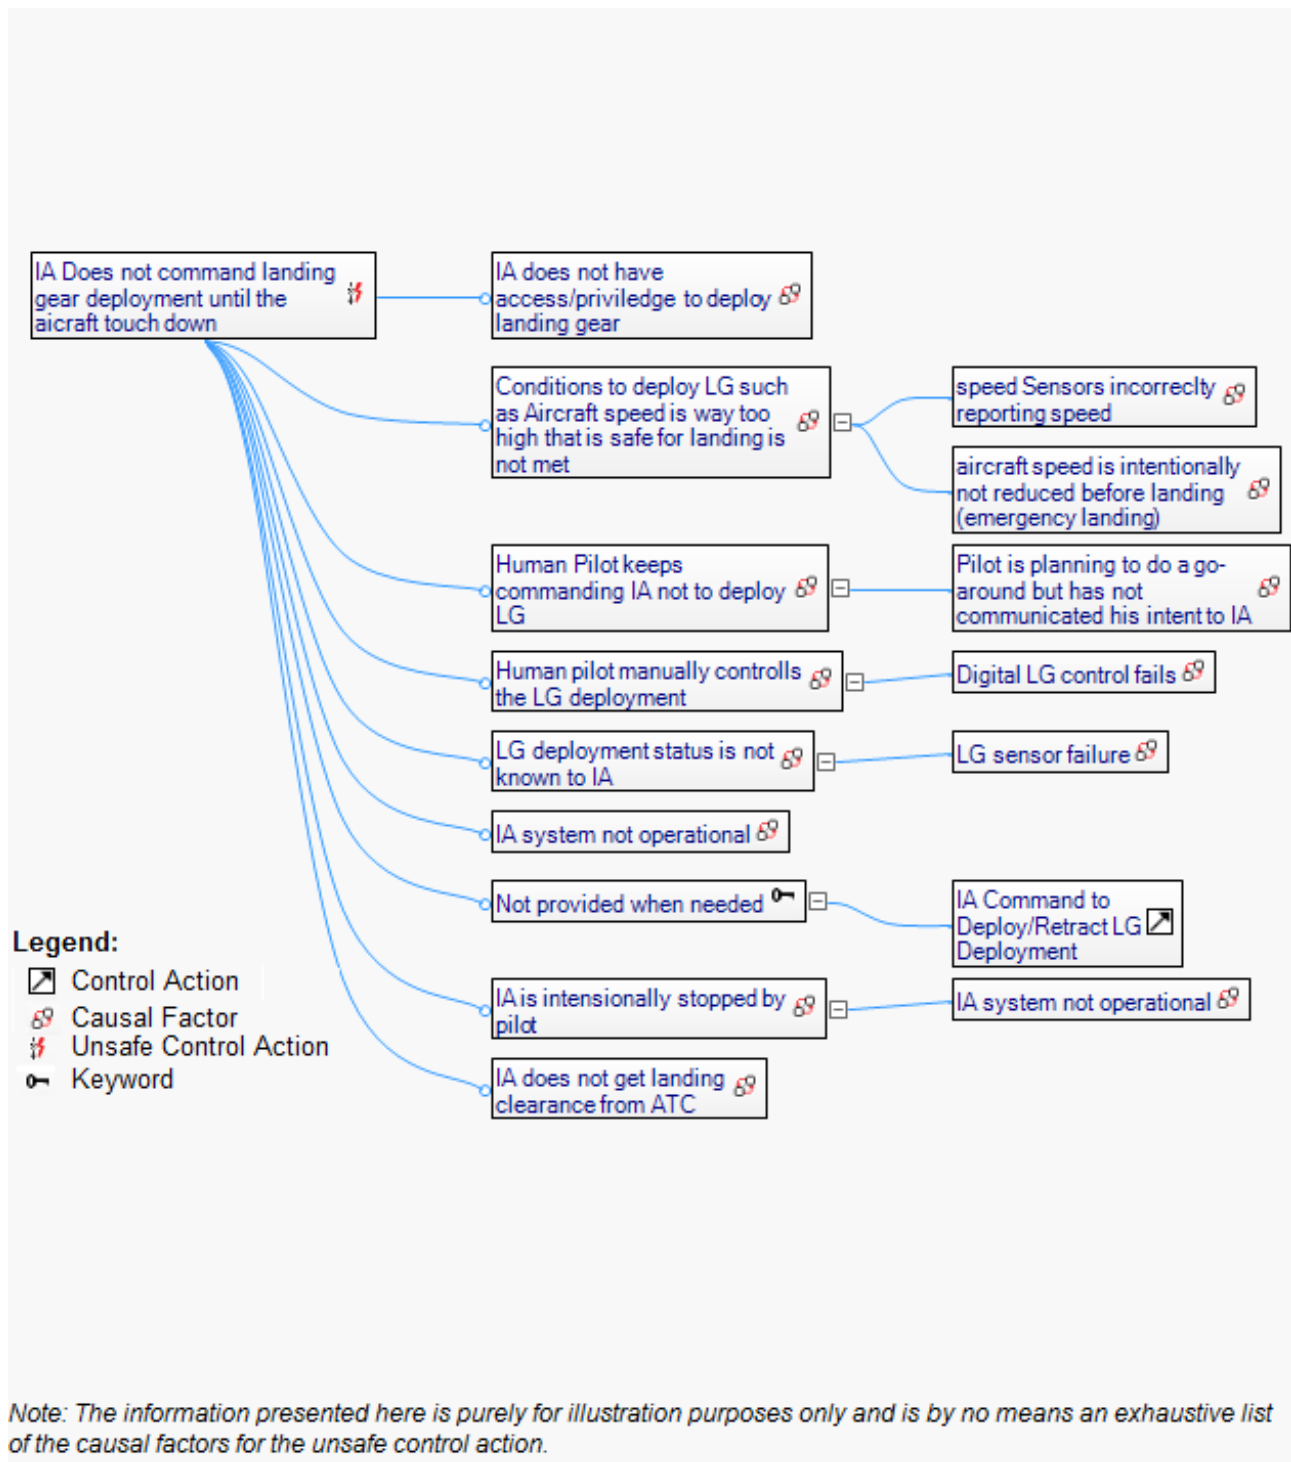 IA Does not command landing
gear deployment until the
aicraft touch down
IA does not have
access/priviledge to deploy
landing gear
Conditions to deploy LG such
as Aircraft speed is way too
high that is safe for landing is
not met
speed Sensors incorreclty
reporting speed
aircraft speed is intentionally
not reduced before landing
(emergency landing)
Human Pilot keeps
commanding IA not to deploy
LG
Pilot is planning to do a go-
around but has not
communicated his intent to IA
Human pilot manually controlls
the LG deployment
Digital LG control fails
LG deployment status is not
known to IA
LG sensor failure
IA system not operational
Not provided when needed
IA Command to
Deploy/Retract LG
Deployment
IA is intensionally stopped by
pilot
IA system not operational
IA does not get landing
clearance from ATC
Legend:
Control Action
Causal Factor
Unsafe Control Action
Keyword
Note: The information presented here is purely for illustration purposes only and is by no means an exhaustive list
of the causal factors for the unsafe control action.